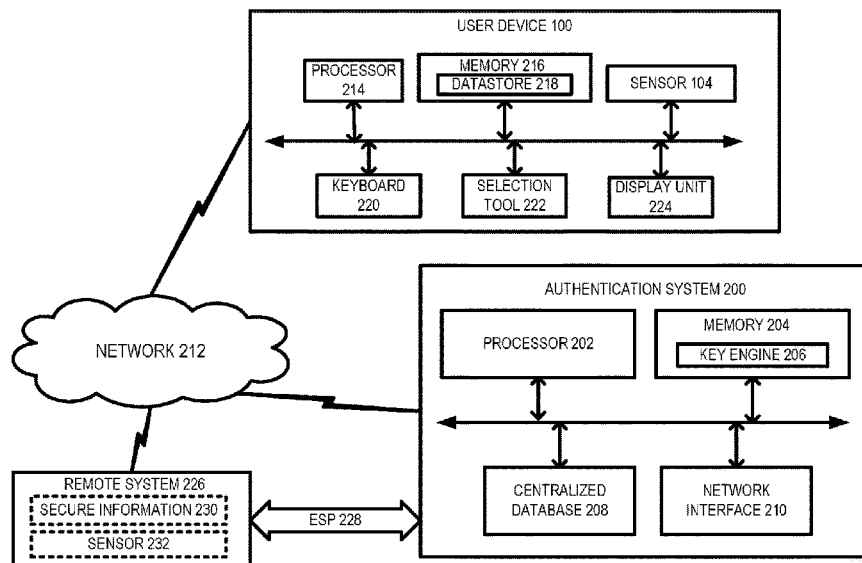 USER DEVICE 100
PROCESSOR
214
MEMORY 216
DATASTORE 218
SENSOR 104
KEYBOARD
220
SELECTION
TOOL 222
DISPLAY UNIT
224
AUTHENTICATION SYSTEM 200
PROCESSOR 202
MEMORY 204
KEY ENGINE 206
NETWORK 212
REMOTE SYSTEM 226
SECURE INFORMATION 230
SENSOR 232
ESP 228
CENTRALIZED
DATABASE 208
NETWORK
INTERFACE 210